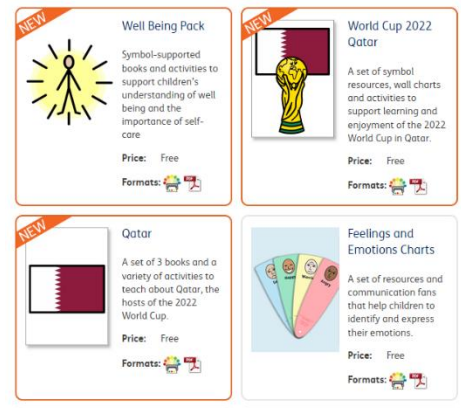 NEW
Well Being Pack
Symbol-supported
books and activities to
support children's
understanding of well
being and the
importance of self-
care
Price: Free
Formats: PDF
NEW
World Cup 2022
Qatar
A set of symbol
resources, wall charts
and activities to
support learning and
enjoyment of the 2022
World Cup in Qatar.
Price: Free
Formats: PDF
NEW
Qatar
A set of 3 books and a
variety of activities to
teach about Qatar, the
hosts of the 2022
World Cup.
Price: Free
Formats: PDF
Feelings and
Emotions Charts
A set of resources and
communication fans
that help children to
identify and express
their emotions.
Price: Free
Formats: PDF